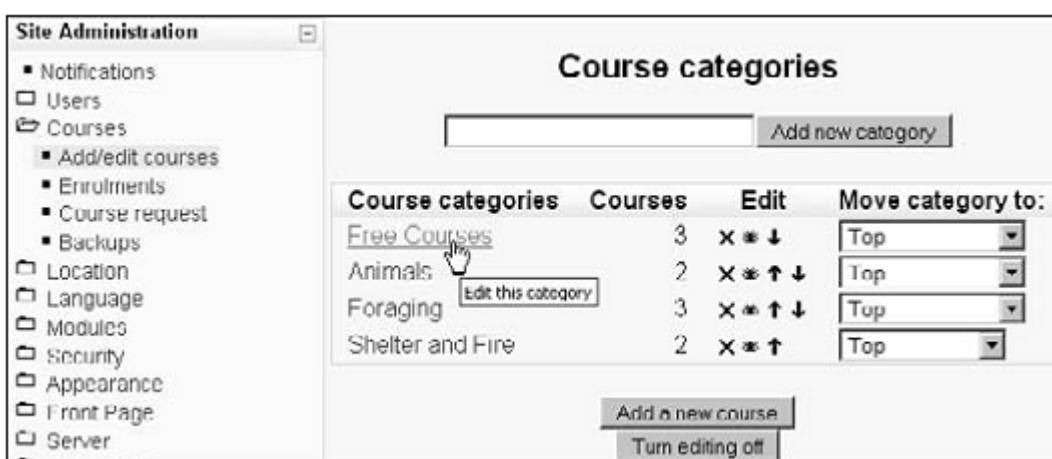 Site Administration
Notifications
Users
Courses
Add/edit courses
Enrolments
Course request
Backups
Location
Language
Modules
Security
Appearance
Front Page
Server
Course categories
Add new category
Course categories Courses Edit Move category to:
Free Courses 3 Top
Animals 2 Top
Edit this category
Foraging 3 Top
Shelter and Fire 2 Top
Add a new course
Turn editing off